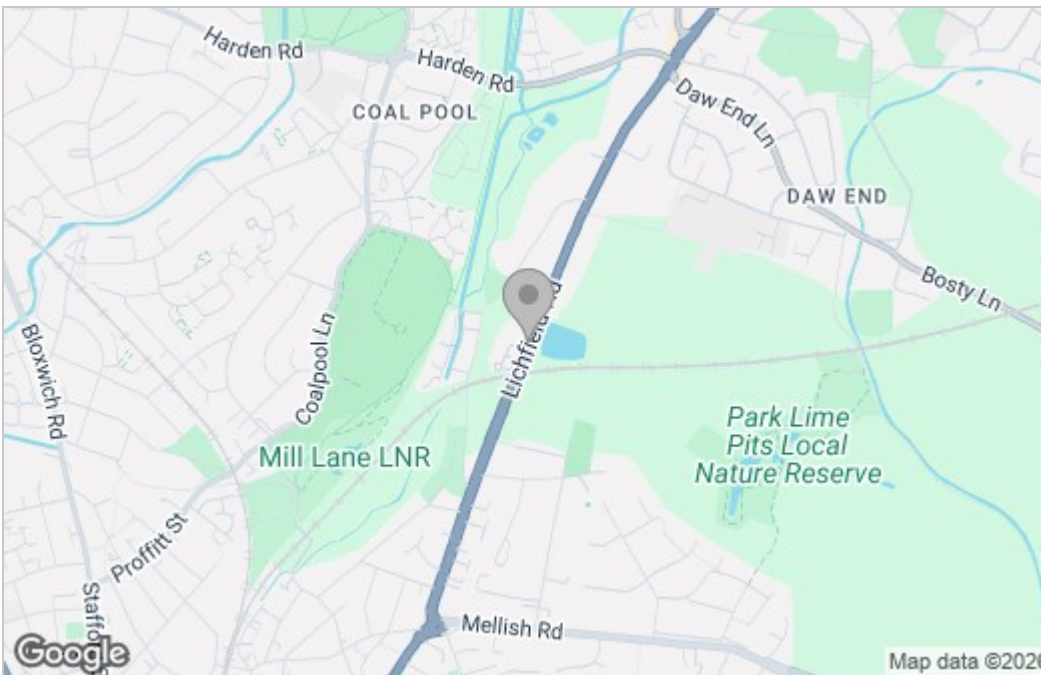 Harden Rd
Harden Rd
COAL POOL
Daw End Ln
DAW END
Bosty Ln
Lichfield Rd
Coalpool Ln
Bloxwich Rd
Park Lime
Pits Local
Nature Reserve
Mill Lane LNR
Proffitt St
Mellish Rd
Google
Map data ©2026